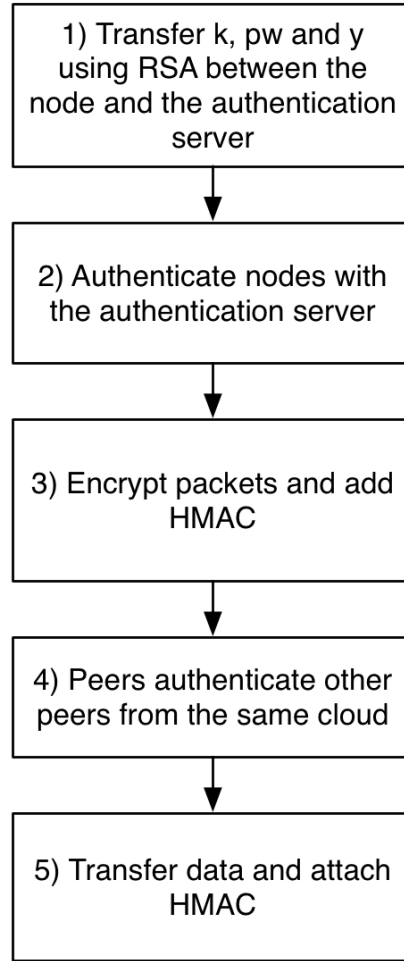 1) Transfer k, pw and y
using RSA between the
node and the authentication
server
2) Authenticate nodes with
the authentication server
3) Encrypt packets and add
HMAC
4) Peers authenticate other
peers from the same cloud
5) Transfer data and attach
HMAC